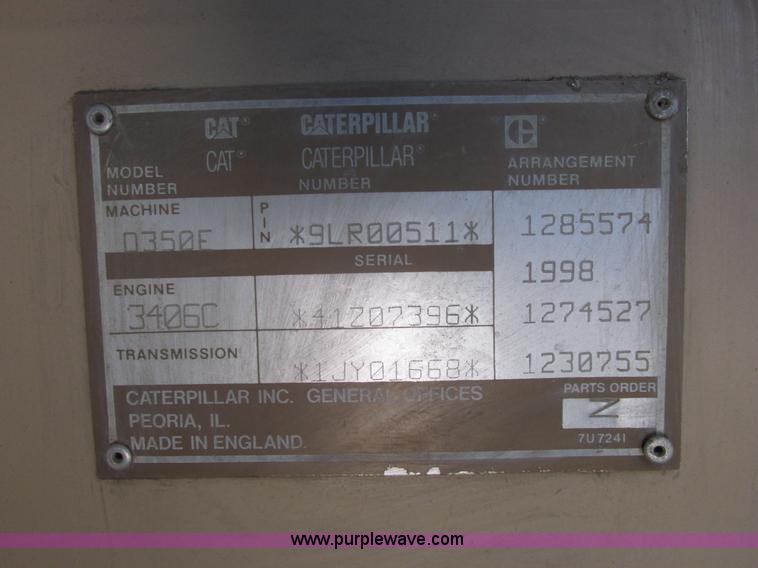 CAT® CATERPILLAR®
CAT® CATERPILLAR®
MODEL NUMBER NUMBER ARRANGEMENT NUMBER
MACHINE PIN
D350E *9LR00511* 1285574
SERIAL
1998
ENGINE
3406C *41Z07396* 1274527
TRANSMISSION *1JY01668* 1230755
CATERPILLAR INC. GENERAL OFFICES PARTS ORDER
PEORIA, IL. Z
MADE IN ENGLAND. 7U7241
www.purplewave.com